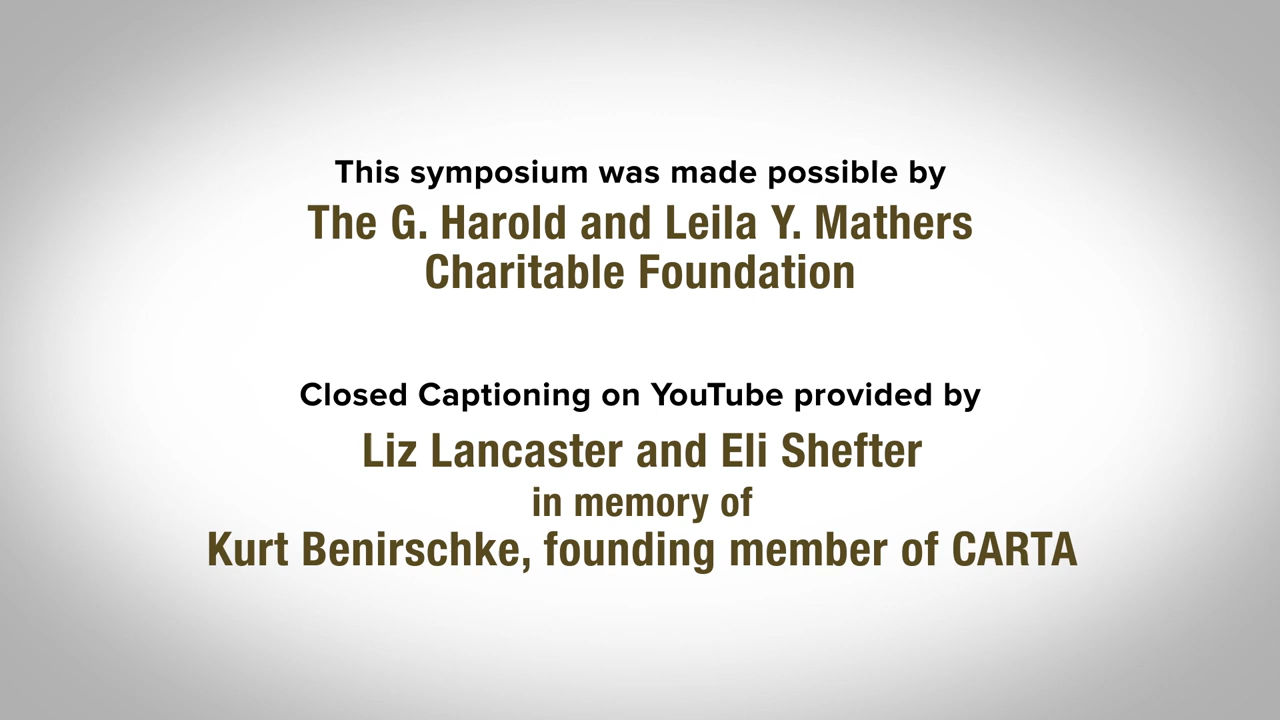 This symposium was made possible by
The G. Harold and Leila Y. Mathers
Charitable Foundation
Closed Captioning on YouTube provided by
Liz Lancaster and Eli Shefter
in memory of
Kurt Benirschke, founding member of CARTA